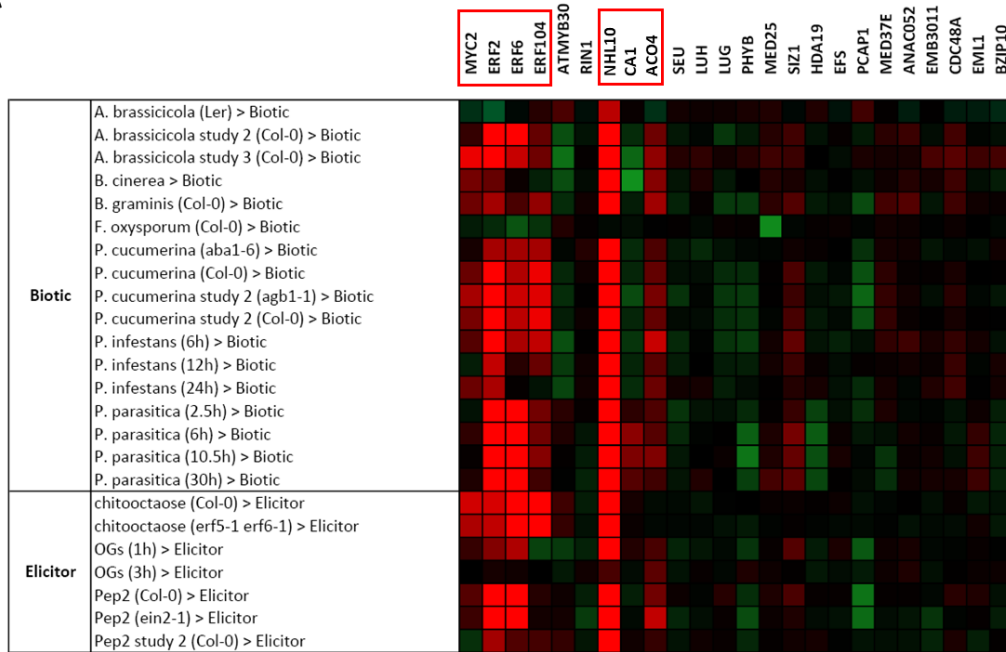 MYC2
ERF2
ERF6
ERF104
ATMYB30
RIN1
NHL10
CA1
ACO4
SEU
LUH
LUG
PHYB
MED25
SIZ1
HDA19
EFS
PCAP1
MED37E
ANAC052
EMB3011
CDC48A
EML1
BZIP10
Biotic
A. brassicicola (Ler) > Biotic
A. brassicicola study 2 (Col-0) > Biotic
A. brassicicola study 3 (Col-0) > Biotic
B. cinerea > Biotic
B. graminis (Col-0) > Biotic
F. oxysporum (Col-0) > Biotic
P. cucumerina (aba1-6) > Biotic
P. cucumerina (Col-0) > Biotic
P. cucumerina study 2 (agb1-1) > Biotic
P. cucumerina study 2 (Col-0) > Biotic
P. infestans (6h) > Biotic
P. infestans (12h) > Biotic
P. infestans (24h) > Biotic
P. parasitica (2.5h) > Biotic
P. parasitica (6h) > Biotic
P. parasitica (10.5h) > Biotic
P. parasitica (30h) > Biotic
Elicitor
chitooctaose (Col-0) > Elicitor
chitooctaose (erf5-1 erf6-1) > Elicitor
OGs (1h) > Elicitor
OGs (3h) > Elicitor
Pep2 (Col-0) > Elicitor
Pep2 (ein2-1) > Elicitor
Pep2 study 2 (Col-0) > Elicitor